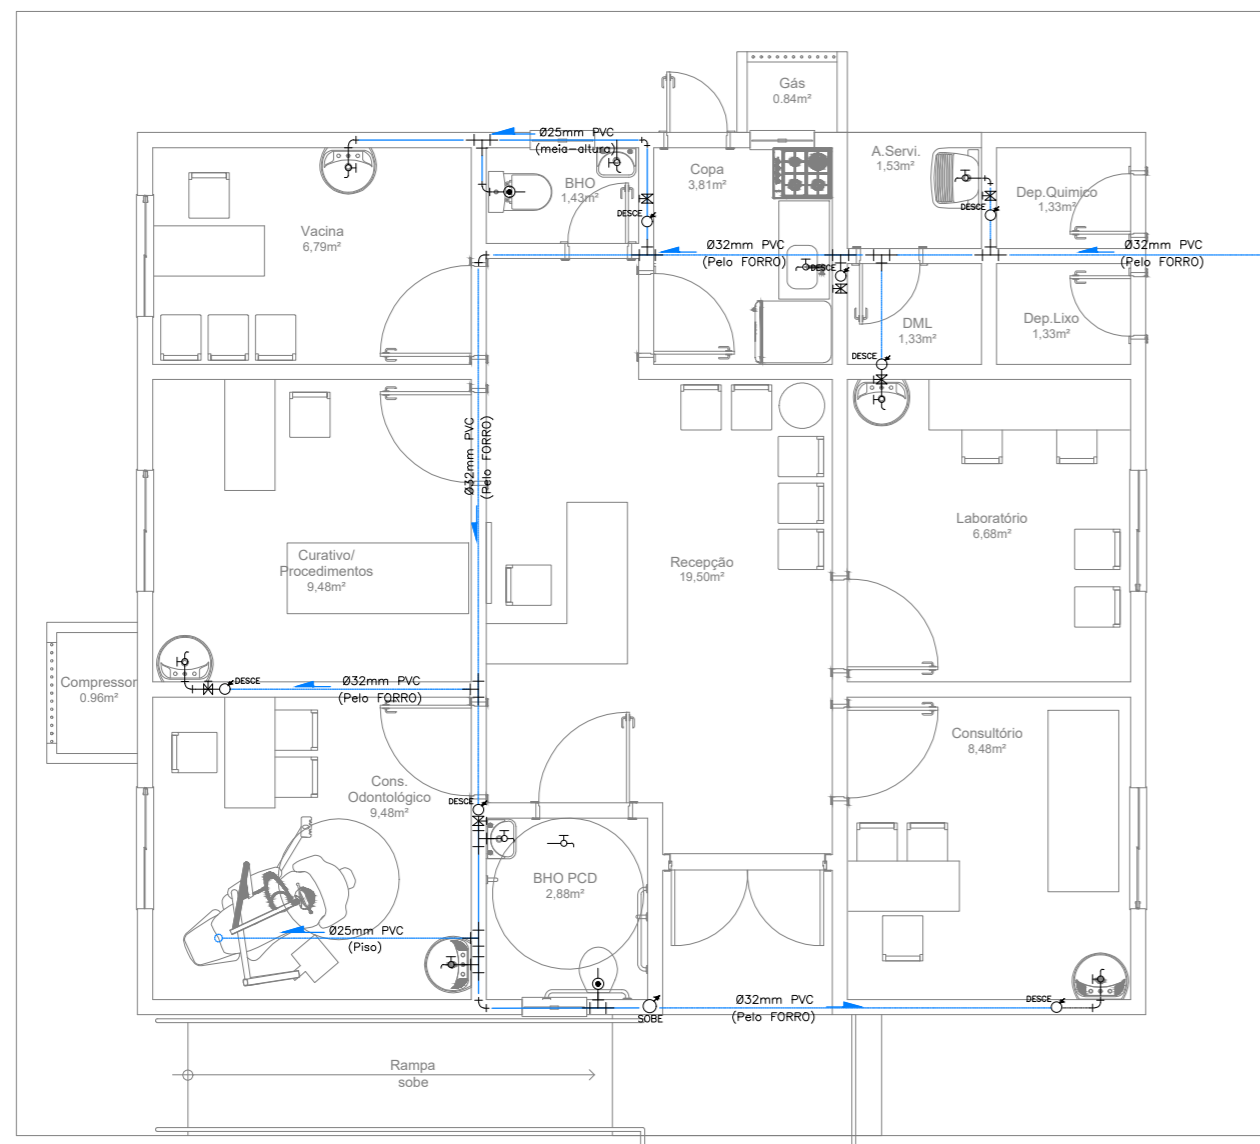 Gás
0.84m²
Ø25mm PVC
(meia-altura)
A.Servi.
1,53m²
Copa
3,81m²
BHO
1,43m²
Dep.Quimico
1,33m²
DESCE
DESCE
Vacina
6,79m²
Ø32mm PVC
(Pelo FORRO)
Ø32mm PVC
(Pelo FORRO)
DESCE
DML
1,33m²
Dep.Lixo
1,33m²
DESCE
Ø32mm PVC
(Pelo FORRO)
Laboratório
6,68m²
Curativo/
Procedimentos
9,48m²
Recepção
19,50m²
Compressor
0.96m²
DESCE
Ø32mm PVC
(Pelo FORRO)
Consultório
8,48m²
Cons.
Odontológico
9,48m²
DESCE
BHO PCD
2,88m²
Ø25mm PVC
(Piso)
SOBE
Ø32mm PVC
(Pelo FORRO)
DESCE
Rampa
sobe